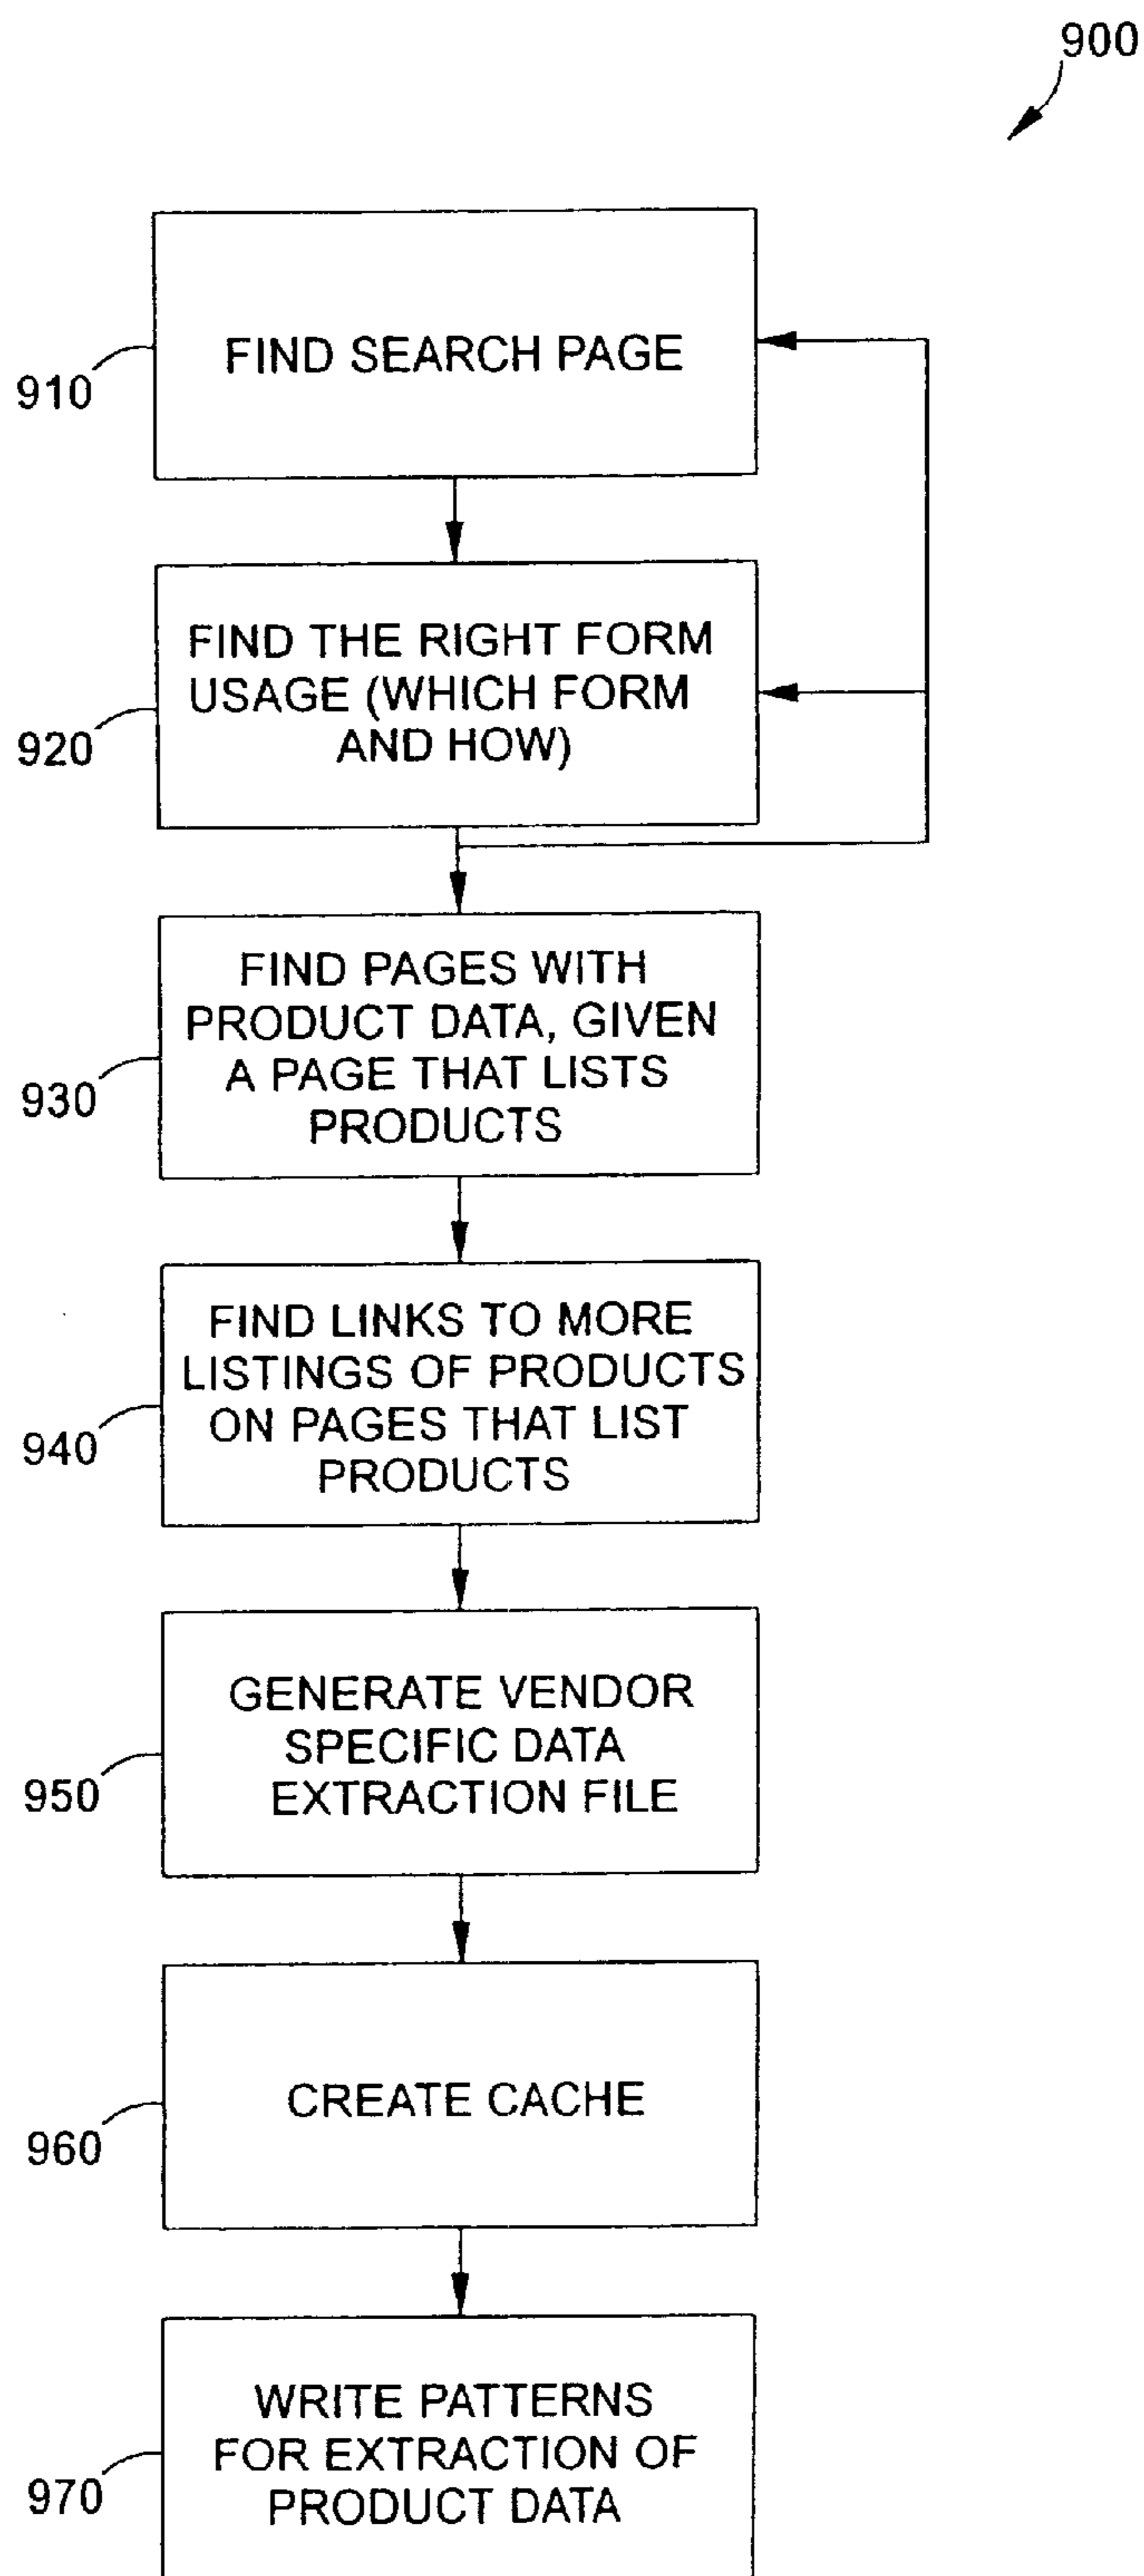 900
FIND SEARCH PAGE
910
FIND THE RIGHT FORM
USAGE (WHICH FORM
AND HOW)
920
FIND PAGES WITH
PRODUCT DATA, GIVEN
A PAGE THAT LISTS
PRODUCTS
930
FIND LINKS TO MORE
LISTINGS OF PRODUCTS
ON PAGES THAT LIST
PRODUCTS
940
GENERATE VENDOR
SPECIFIC DATA
EXTRACTION FILE
950
CREATE CACHE
960
WRITE PATTERNS
FOR EXTRACTION OF
PRODUCT DATA
970